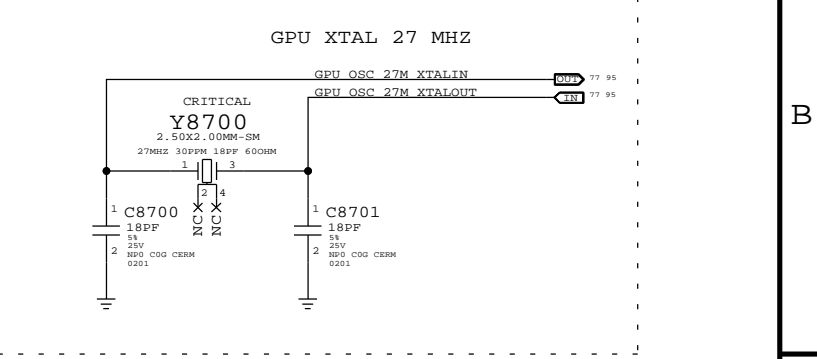 GPU XTAL 27 MHZ
GPU OSC 27M XTALIN
OUT
77 95
GPU OSC 27M XTALOUT
IN
77 95
B
CRITICAL
Y8700
2.50X2.00MM-SM
27MHZ 30PPM 18PF 60OHM
1
3
2
4
NC
NC
1
C8700
18PF
5%
25V
2
NP0 C0G CERM
0201
1
C8701
18PF
5%
25V
2
NP0 C0G CERM
0201